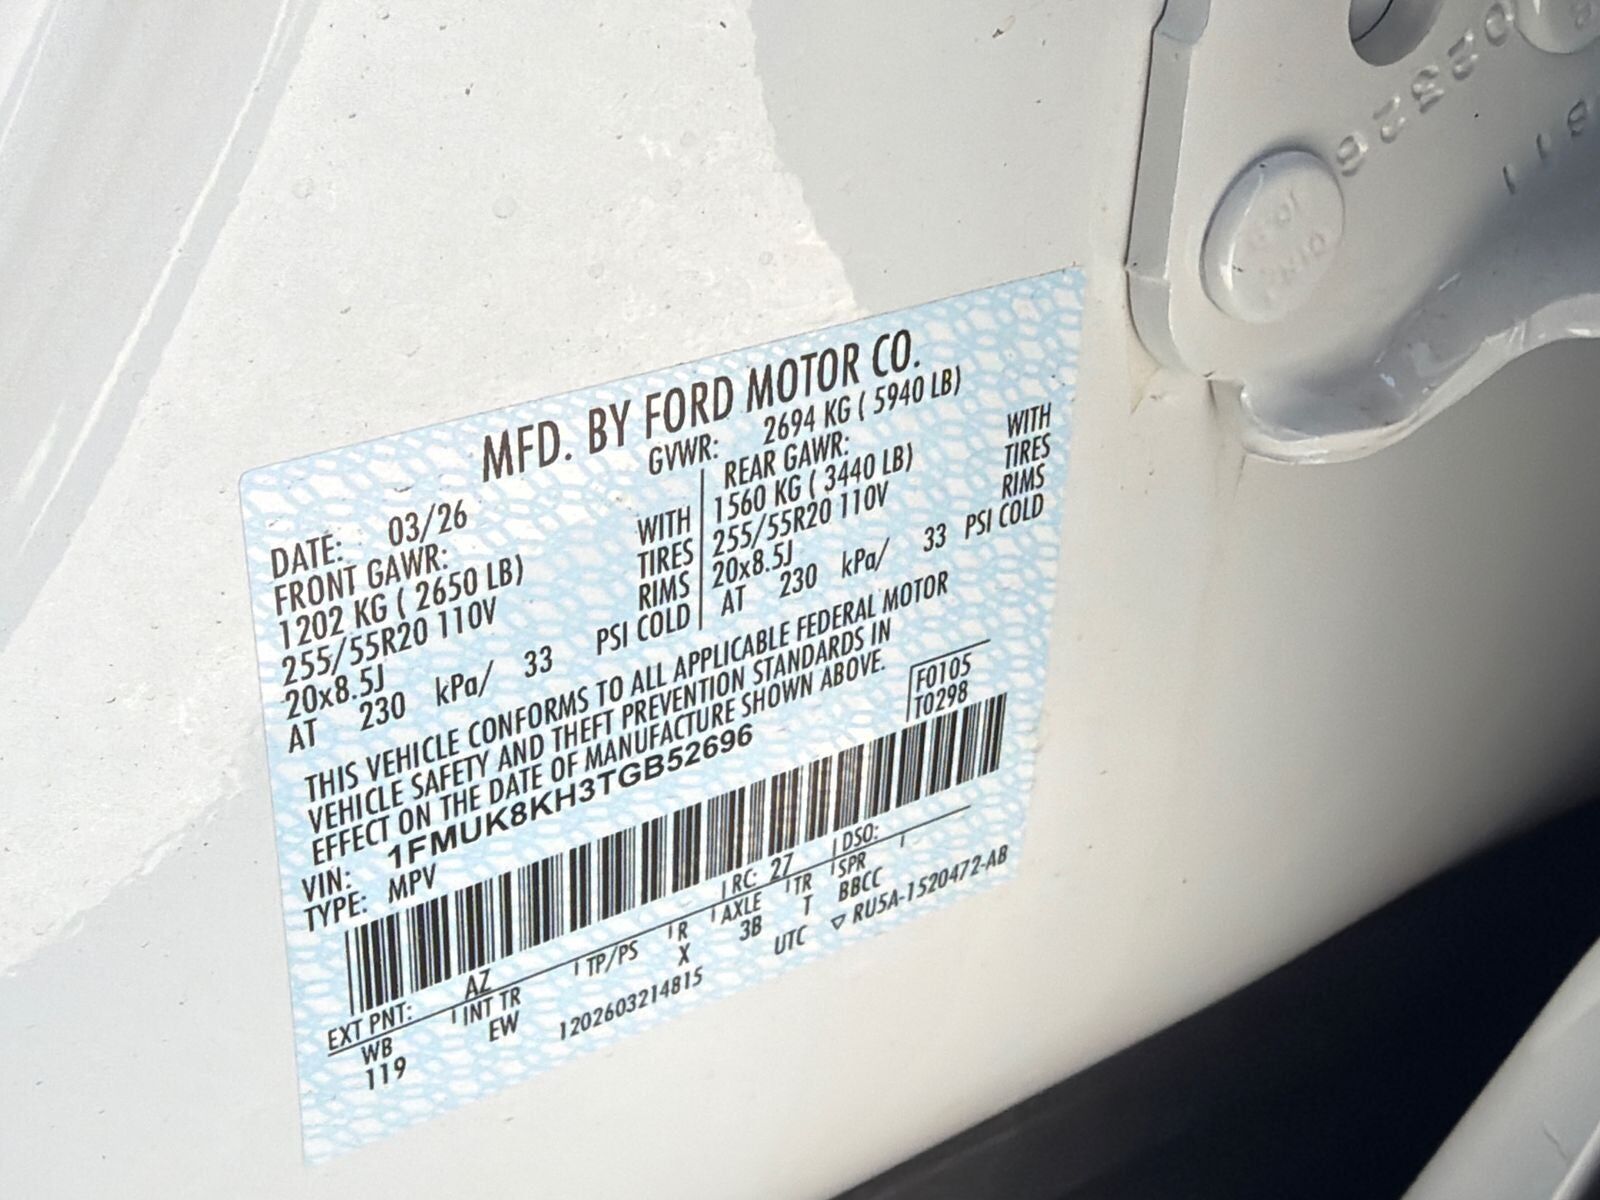 MFD. BY FORD MOTOR CO.
DATE: 03/26 GVWR: 2694 KG ( 5940 LB)
FRONT GAWR: REAR GAWR:
1202 KG ( 2650 LB) WITH 1560 KG ( 3440 LB) WITH
255/55R20 110V TIRES 255/55R20 110V TIRES
20x8.5J RIMS 20x8.5J RIMS
AT 230 kPa/ 33 PSI COLD AT 230 kPa/ 33 PSI COLD
THIS VEHICLE CONFORMS TO ALL APPLICABLE FEDERAL MOTOR
VEHICLE SAFETY AND THEFT PREVENTION STANDARDS IN
EFFECT ON THE DATE OF MANUFACTURE SHOWN ABOVE.
VIN: 1FMUK8KH3TGB52696 F0105
TYPE: MPV T0298
EXT PNT: AZ RC: 27 DSO:
WB INT TR TP/PS R AXLE TR SPR
119 EW X 3B T BBCC
1202603214815 UTC ▽ RU5A-1520472-AB